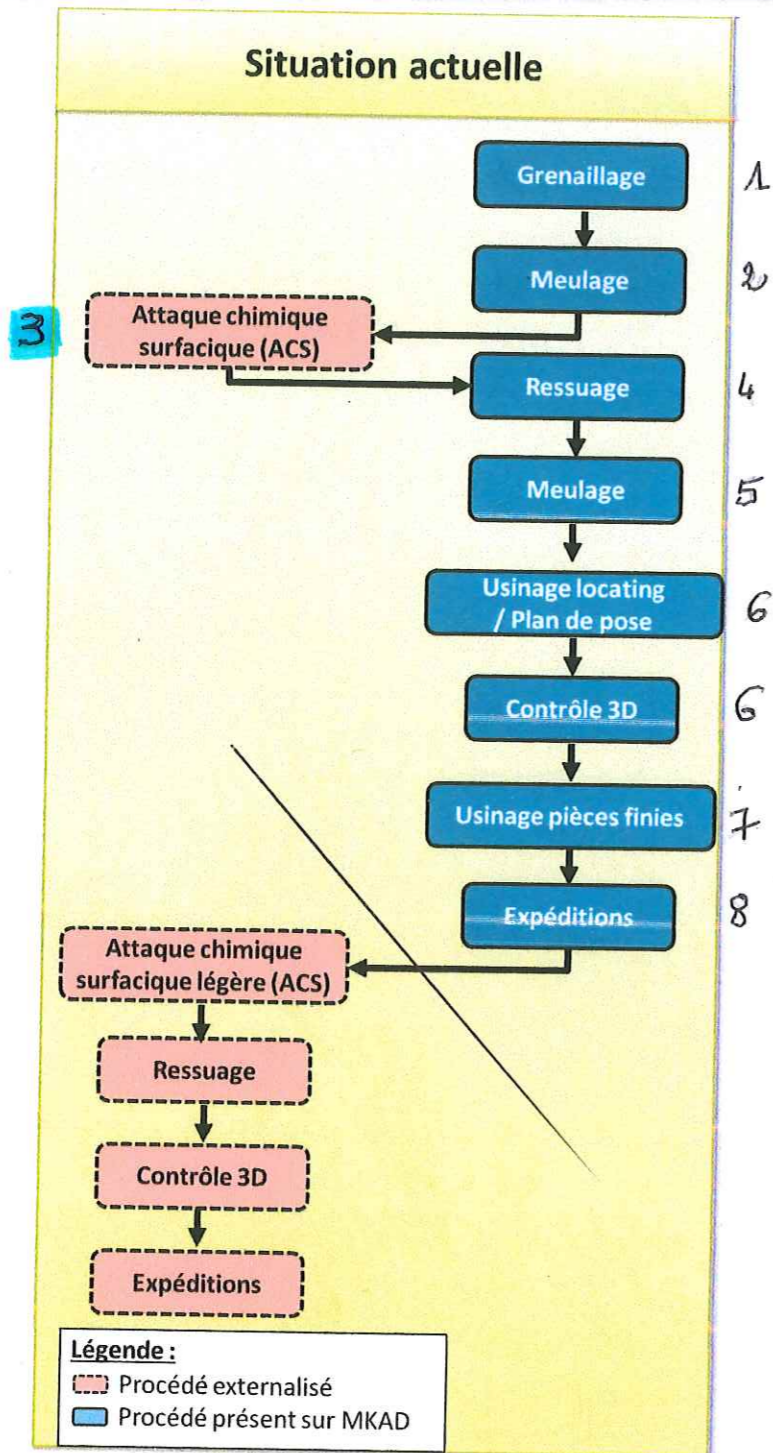 Situation actuelle
Grenaillage 1
Meulage 2
3 Attaque chimique
surfacique (ACS)
Ressuage 4
Meulage 5
Usinage locating
/ Plan de pose 6
Contrôle 3D 6
Usinage pièces finies 7
Expéditions 8
Attaque chimique
surfacique légère (ACS)
Ressuage
Contrôle 3D
Expéditions
Légende :
Procédé externalisé
Procédé présent sur MKAD